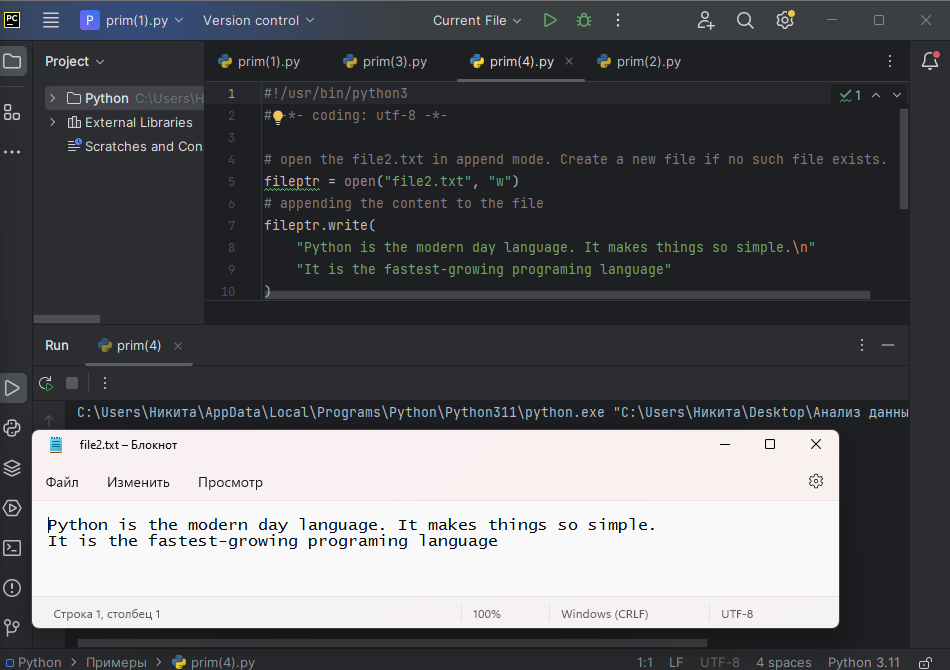 PC
P prim(1).py Version control Current File
Project
prim(1).py prim(3).py prim(4).py prim(2).py
Python C:\Users\H
External Libraries
Scratches and Con
1 #!/usr/bin/python3
2 # -*- coding: utf-8 -*-
3
4 # open the file2.txt in append mode. Create a new file if no such file exists.
5 fileptr = open("file2.txt", "w")
6 # appending the content to the file
7 fileptr.write(
8 "Python is the modern day language. It makes things so simple.\n"
9 "It is the fastest-growing programing language"
10 )
1
Run prim(4)
C:\Users\Никита\AppData\Local\Programs\Python\Python311\python.exe "C:\Users\Никита\Desktop\Анализ данны
file2.txt – Блокнот
Файл Изменить Просмотр
Python is the modern day language. It makes things so simple.
It is the fastest-growing programing language
Строка 1, столбец 1 100% Windows (CRLF) UTF-8
Python > Примеры > prim(4).py 1:1 LF UTF-8 4 spaces Python 3.11